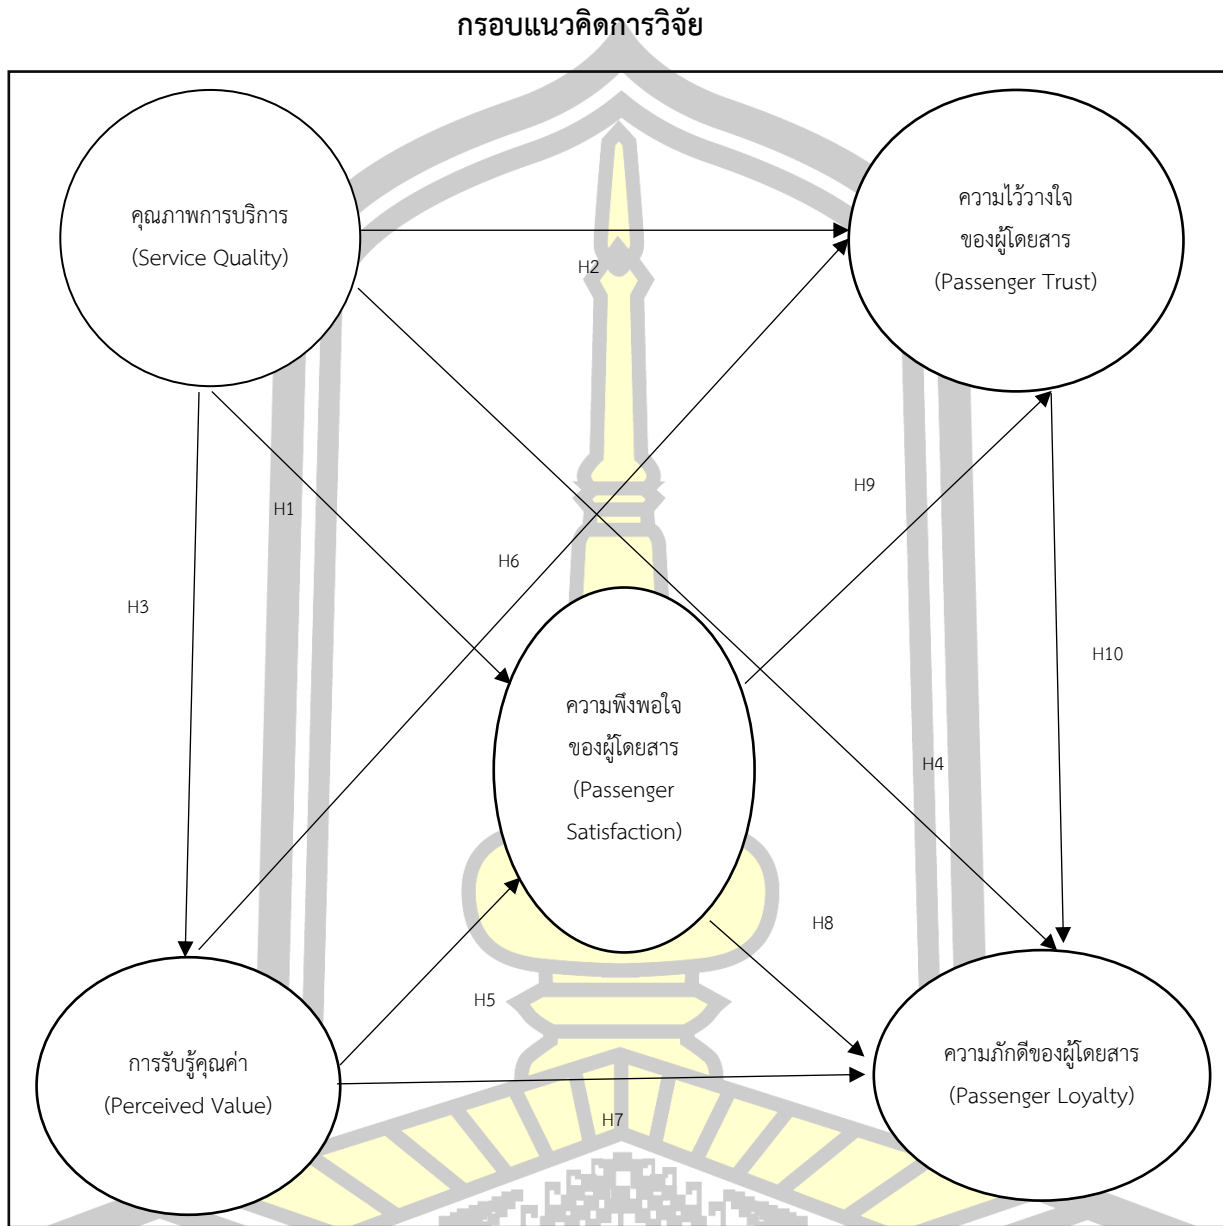 กรอบแนวคิดการวิจัย
คุณภาพการบริการ
(Service Quality)
ความไว้วางใจ
ของผู้โดยสาร
(Passenger Trust)
H2
H1
H9
H6
H3
H10
ความพึงพอใจ
ของผู้โดยสาร
(Passenger
Satisfaction)
H4
H8
H5
การรับรู้คุณค่า
(Perceived Value)
ความภักดีของผู้โดยสาร
(Passenger Loyalty)
H7